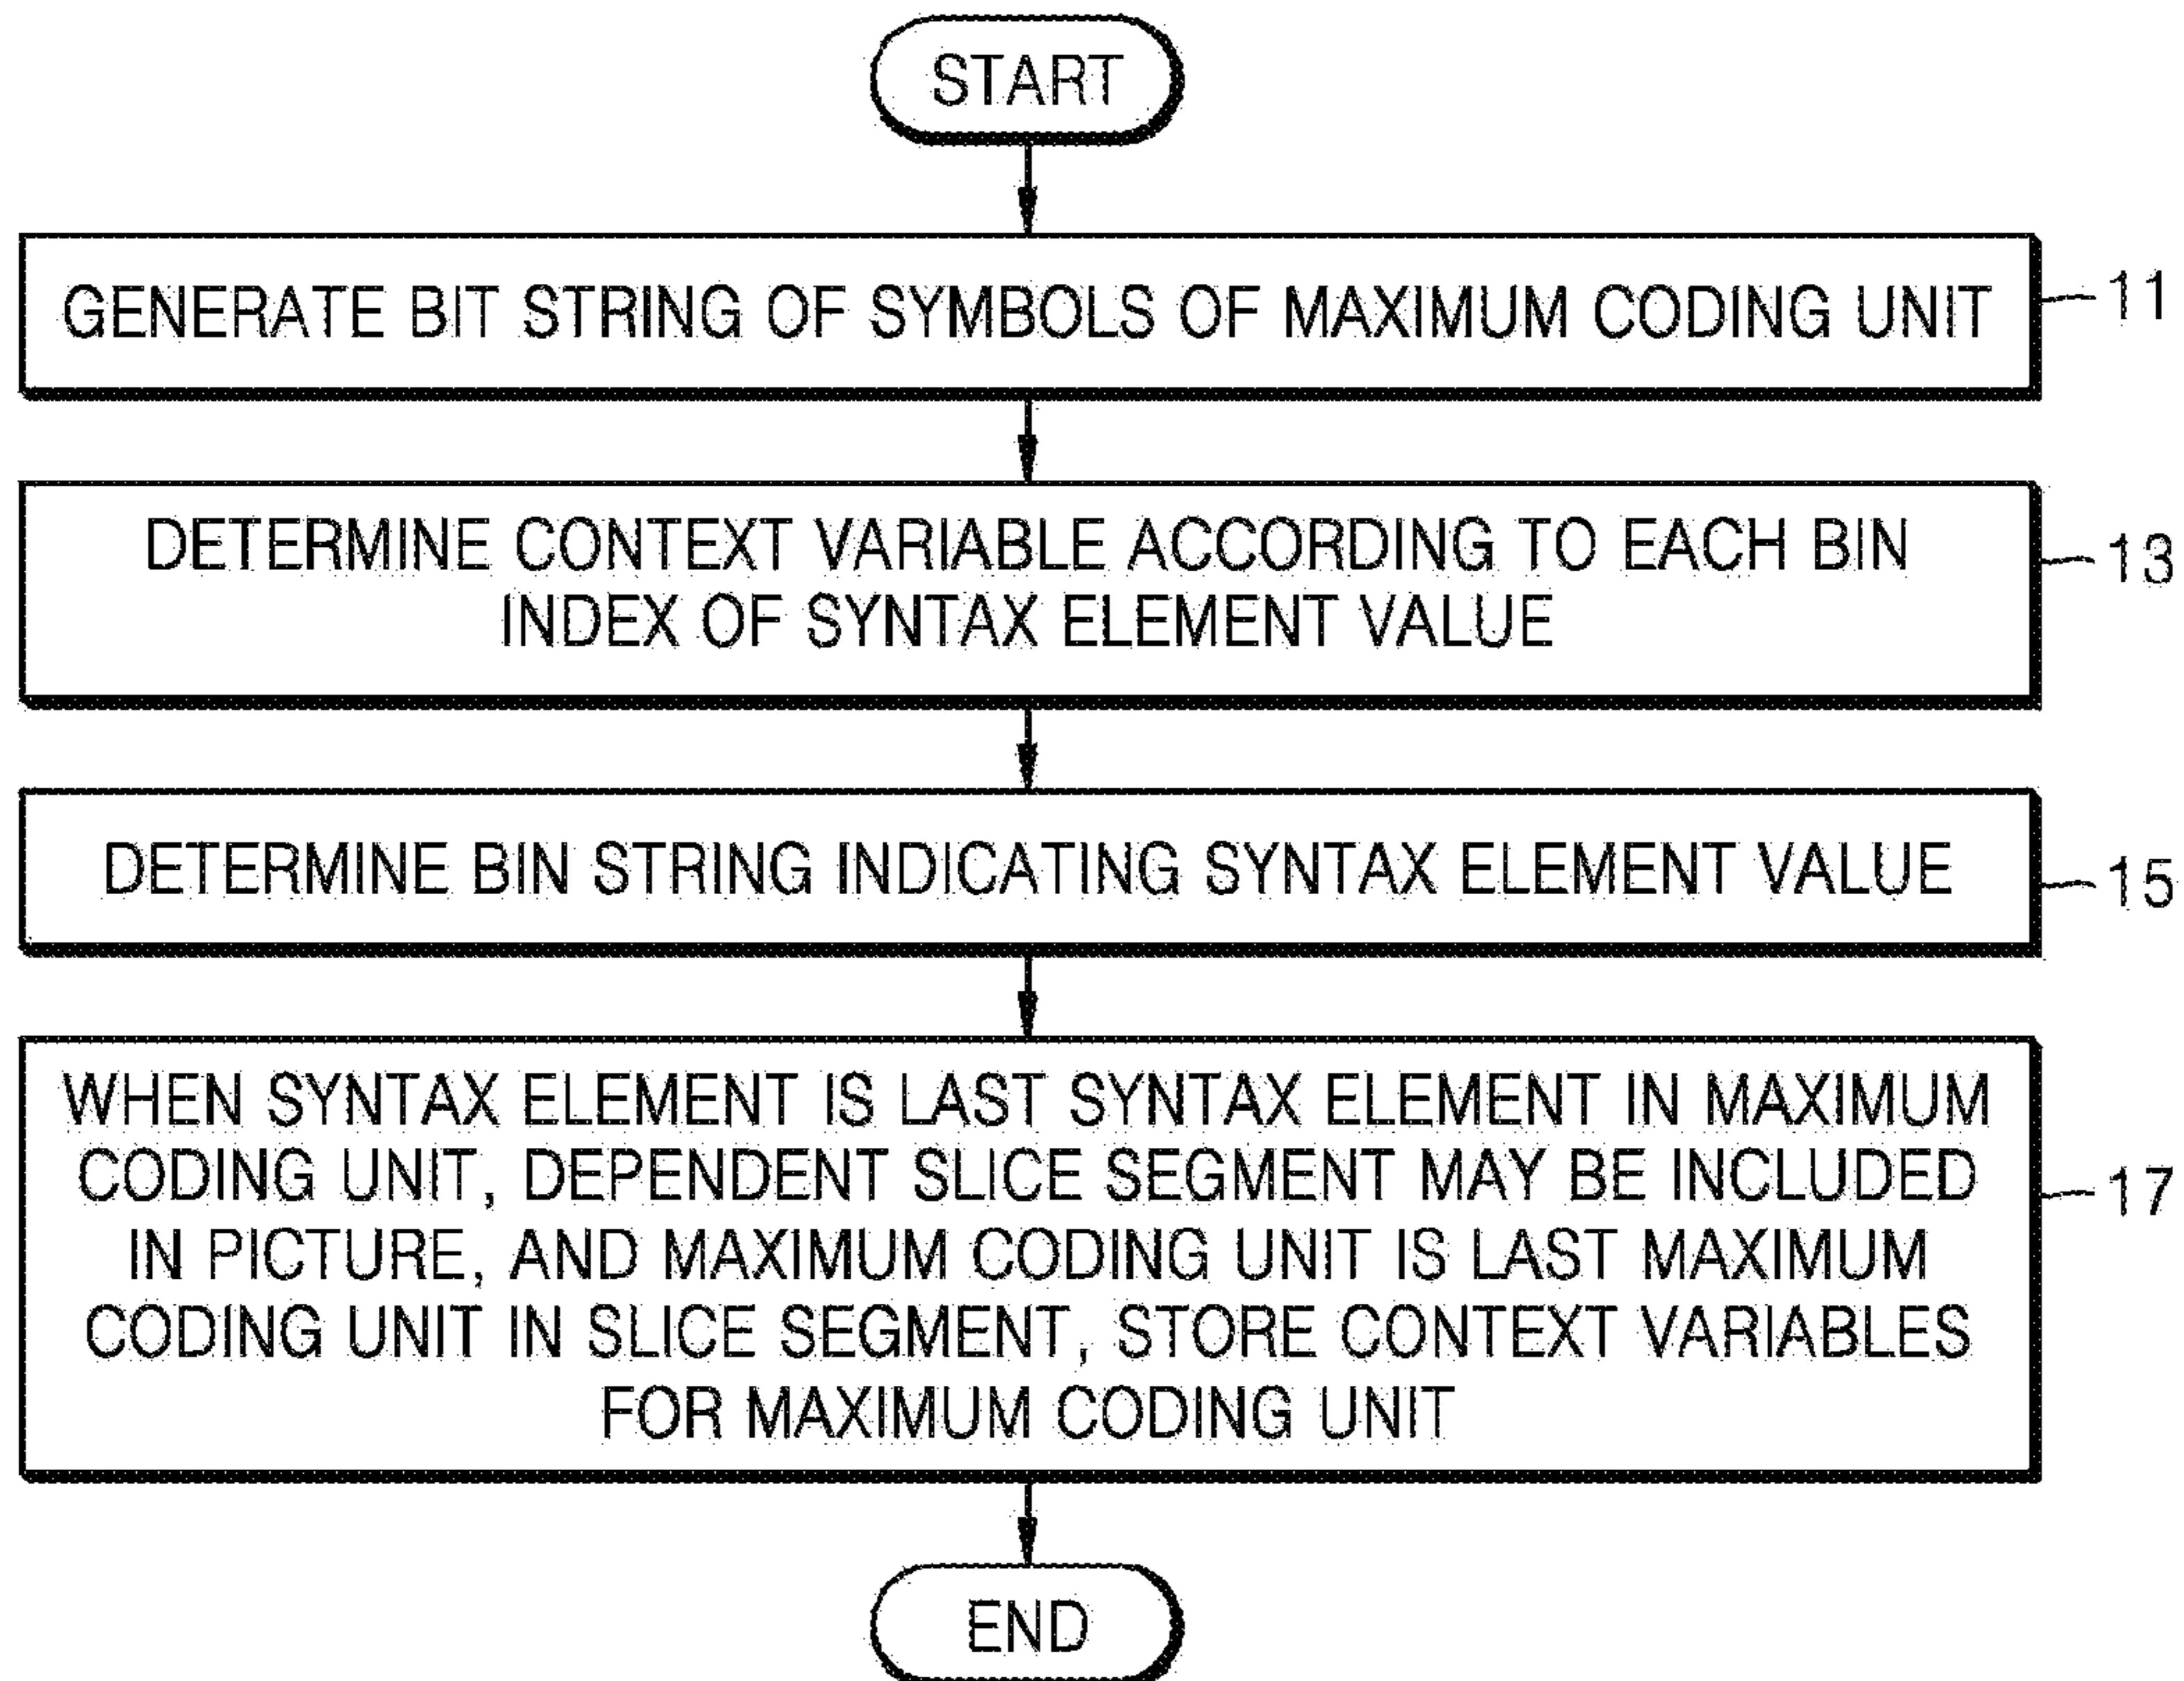 START
GENERATE BIT STRING OF SYMBOLS OF MAXIMUM CODING UNIT
11
DETERMINE CONTEXT VARIABLE ACCORDING TO EACH BIN
INDEX OF SYNTAX ELEMENT VALUE
13
DETERMINE BIN STRING INDICATING SYNTAX ELEMENT VALUE
15
WHEN SYNTAX ELEMENT IS LAST SYNTAX ELEMENT IN MAXIMUM
CODING UNIT, DEPENDENT SLICE SEGMENT MAY BE INCLUDED
IN PICTURE, AND MAXIMUM CODING UNIT IS LAST MAXIMUM
CODING UNIT IN SLICE SEGMENT, STORE CONTEXT VARIABLES
FOR MAXIMUM CODING UNIT
17
END